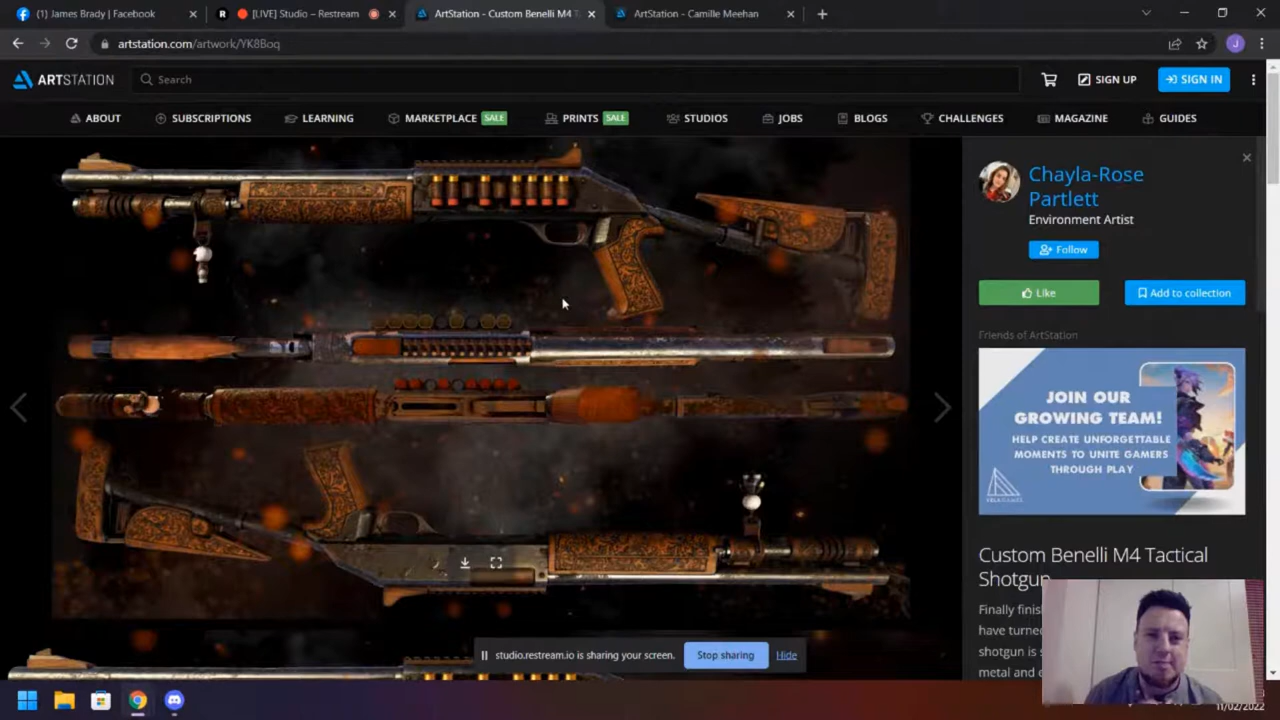 (1) James Brady | Facebook
R
[LIVE] Studio – Restream
ArtStation - Custom Benelli M4 T
ArtStation - Camille Meehan
artstation.com/artwork/YK8Boq
J
ARTSTATION
Search
SIGN UP
SIGN IN
ABOUT
SUBSCRIPTIONS
LEARNING
MARKETPLACE SALE
PRINTS SALE
STUDIOS
JOBS
BLOGS
CHALLENGES
MAGAZINE
GUIDES
Chayla-Rose
Partlett
Environment Artist
Follow
Like
Add to collection
Friends of ArtStation
JOIN OUR
GROWING TEAM!
HELP CREATE UNFORGETTABLE
MOMENTS TO UNITE GAMERS
THROUGH PLAY
VELA GAMES
Custom Benelli M4 Tactical
Shotgun
Finally finis
have turned
shotgun is s
metal and e
studio.restream.io is sharing your screen.
Stop sharing
Hide
11/02/2022